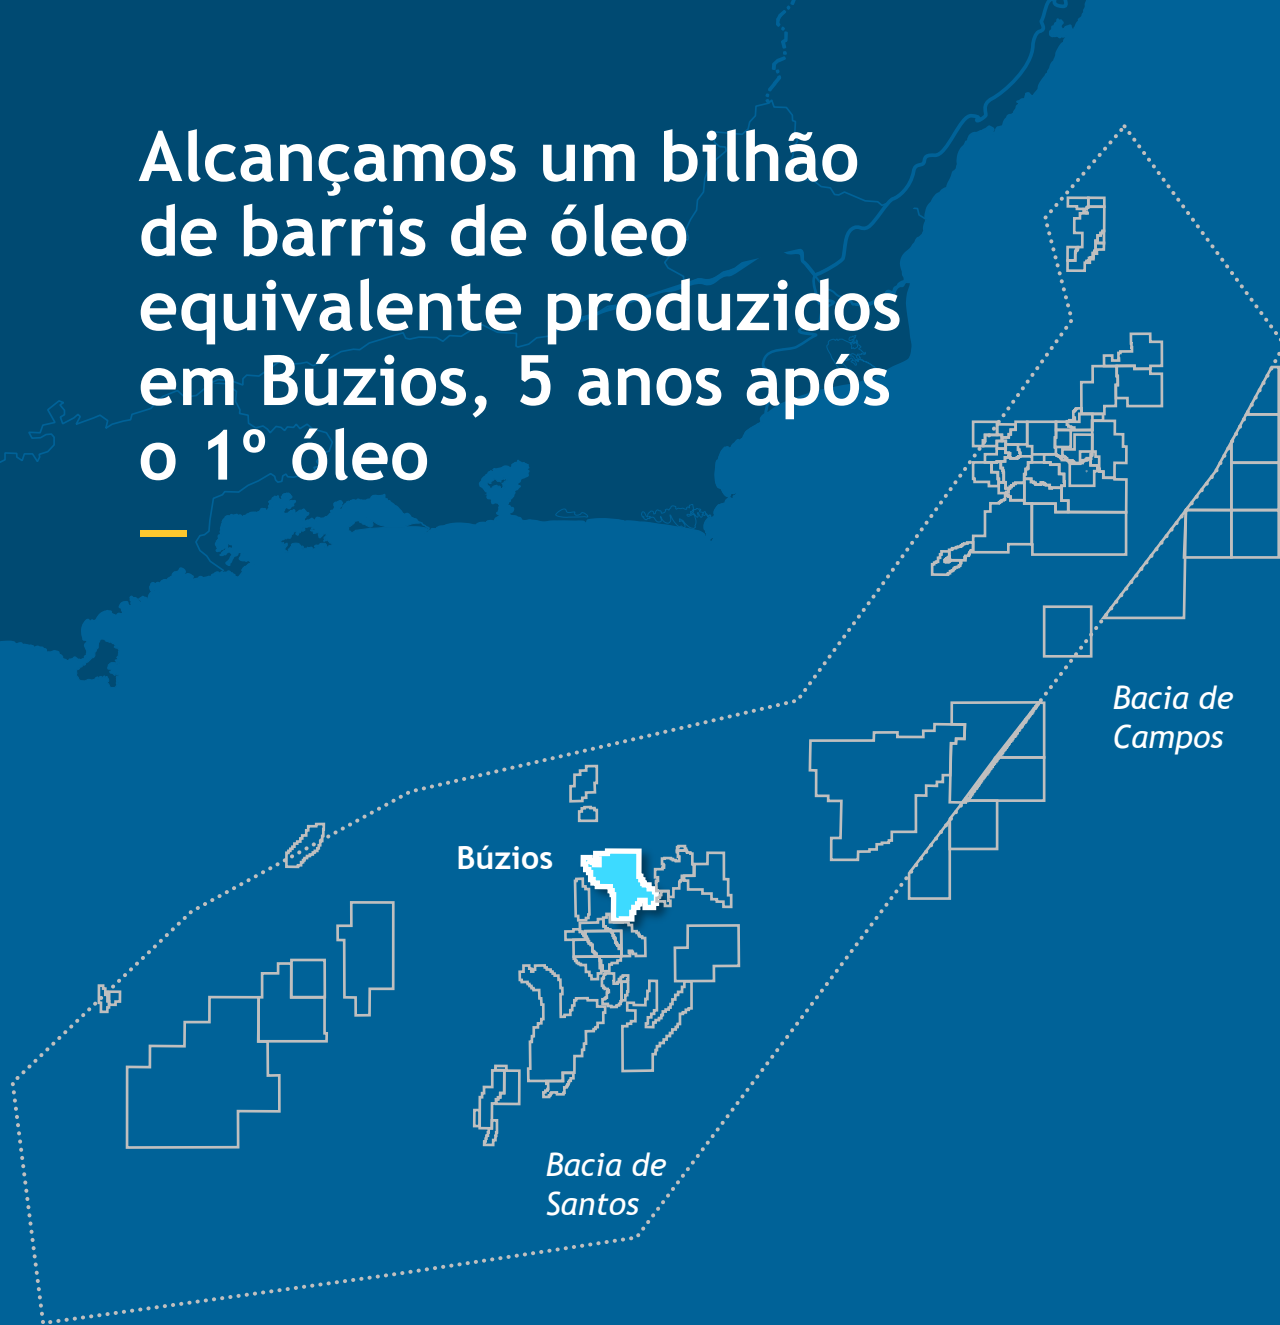 Alcançamos um bilhão
de barris de óleo
equivalente produzidos
em Búzios, 5 anos após
o 1º óleo
Bacia de
Campos
Búzios
Bacia de
Santos